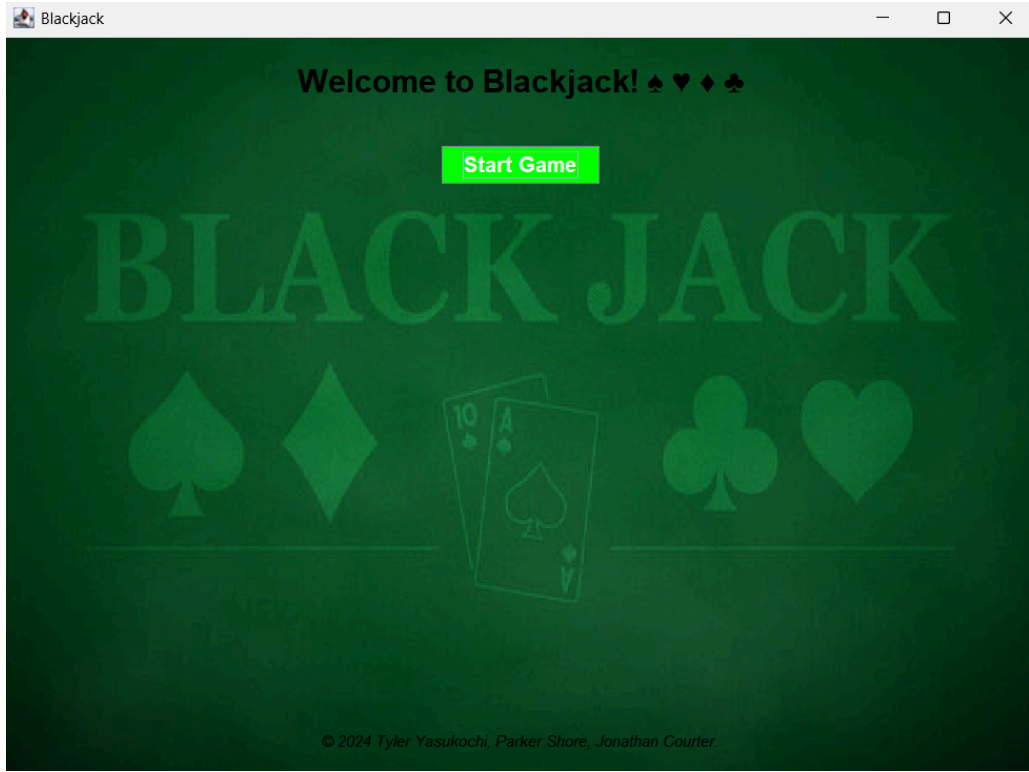 Blackjack
Welcome to Blackjack! ♠ ♥ ♦ ♣
Start Game
BLACK JACK
10 A
A
© 2024 Tyler Yasukochi, Parker Shore, Jonathan Courter.